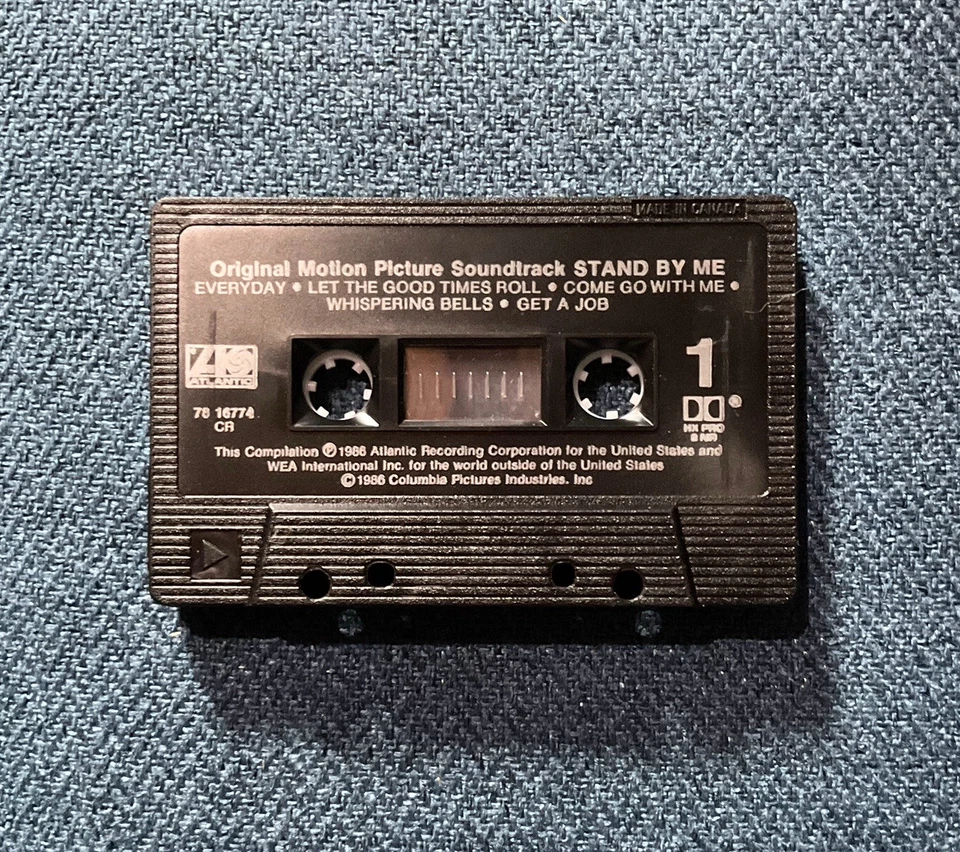 MADE IN CANADA
Original Motion Picture Soundtrack STAND BY ME
EVERYDAY • LET THE GOOD TIMES ROLL • COME GO WITH ME •
WHISPERING BELLS • GET A JOB
ATLANTIC
1
78 16774
CR
HX PRO
B NR
This Compilation ℗1986 Atlantic Recording Corporation for the United States and
WEA International Inc. for the world outside of the United States
©1986 Columbia Pictures Industries. Inc